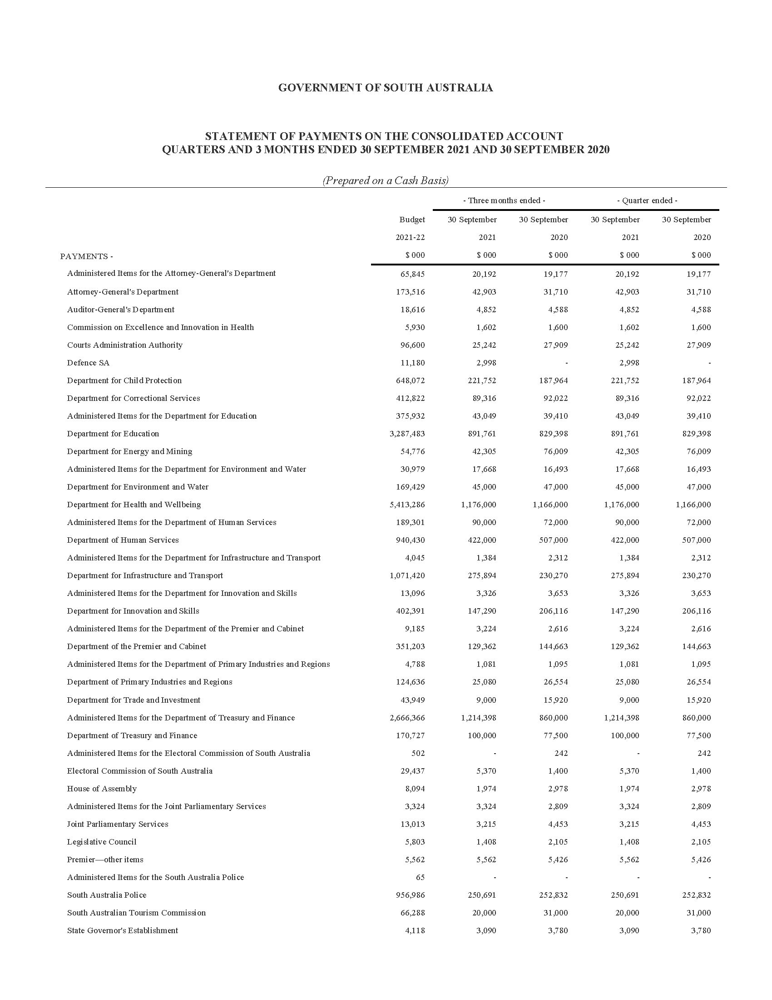 GOVERNMENT OF SOUTH AUSTRALIA
STATEMENT OF PAYMENTS ON THE CONSOLIDATED ACCOUNT
QUARTERS AND 3 MONTHS ENDED 30 SEPTEMBER 2021 AND 30 SEPTEMBER 2020
(Prepared on a Cash Basis)
- Three months ended - - Quarter ended -
Budget 30 September 30 September 30 September 30 September
2021-22 2021 2020 2021 2020
PAYMENTS - $ 000 $ 000 $ 000 $ 000 $ 000
Administered Items for the Attorney-General's Department 65,845 20,192 19,177 20,192 19,177
Attorney-General's Department 173,516 42,903 31,710 42,903 31,710
Auditor-General's Department 18,616 4,852 4,588 4,852 4,588
Commission on Excellence and Innovation in Health 5,930 1,602 1,600 1,602 1,600
Courts Administration Authority 96,600 25,242 27,909 25,242 27,909
Defence SA 11,180 2,998 - 2,998 -
Department for Child Protection 648,072 221,752 187,964 221,752 187,964
Department for Correctional Services 412,822 89,316 92,022 89,316 92,022
Administered Items for the Department for Education 375,932 43,049 39,410 43,049 39,410
Department for Education 3,287,483 891,761 829,398 891,761 829,398
Department for Energy and Mining 54,776 42,305 76,009 42,305 76,009
Administered Items for the Department for Environment and Water 30,979 17,668 16,493 17,668 16,493
Department for Environment and Water 169,429 45,000 47,000 45,000 47,000
Department for Health and Wellbeing 5,413,286 1,176,000 1,166,000 1,176,000 1,166,000
Administered Items for the Department of Human Services 189,301 90,000 72,000 90,000 72,000
Department of Human Services 940,430 422,000 507,000 422,000 507,000
Administered Items for the Department for Infrastructure and Transport 4,045 1,384 2,312 1,384 2,312
Department for Infrastructure and Transport 1,071,420 275,894 230,270 275,894 230,270
Administered Items for the Department for Innovation and Skills 13,096 3,326 3,653 3,326 3,653
Department for Innovation and Skills 402,391 147,290 206,116 147,290 206,116
Administered Items for the Department of the Premier and Cabinet 9,185 3,224 2,616 3,224 2,616
Department of the Premier and Cabinet 351,203 129,362 144,663 129,362 144,663
Administered Items for the Department of Primary Industries and Regions 4,788 1,081 1,095 1,081 1,095
Department of Primary Industries and Regions 124,636 25,080 26,554 25,080 26,554
Department for Trade and Investment 43,949 9,000 15,920 9,000 15,920
Administered Items for the Department of Treasury and Finance 2,666,366 1,214,398 860,000 1,214,398 860,000
Department of Treasury and Finance 170,727 100,000 77,500 100,000 77,500
Administered Items for the Electoral Commission of South Australia 502 - 242 - 242
Electoral Commission of South Australia 29,437 5,370 1,400 5,370 1,400
House of Assembly 8,094 1,974 2,978 1,974 2,978
Administered Items for the Joint Parliamentary Services 3,324 3,324 2,809 3,324 2,809
Joint Parliamentary Services 13,013 3,215 4,453 3,215 4,453
Legislative Council 5,803 1,408 2,105 1,408 2,105
Premier—other items 5,562 5,562 5,426 5,562 5,426
Administered Items for the South Australia Police 65 - - - -
South Australia Police 956,986 250,691 252,832 250,691 252,832
South Australian Tourism Commission 66,288 20,000 31,000 20,000 31,000
State Governor's Establishment 4,118 3,090 3,780 3,090 3,780